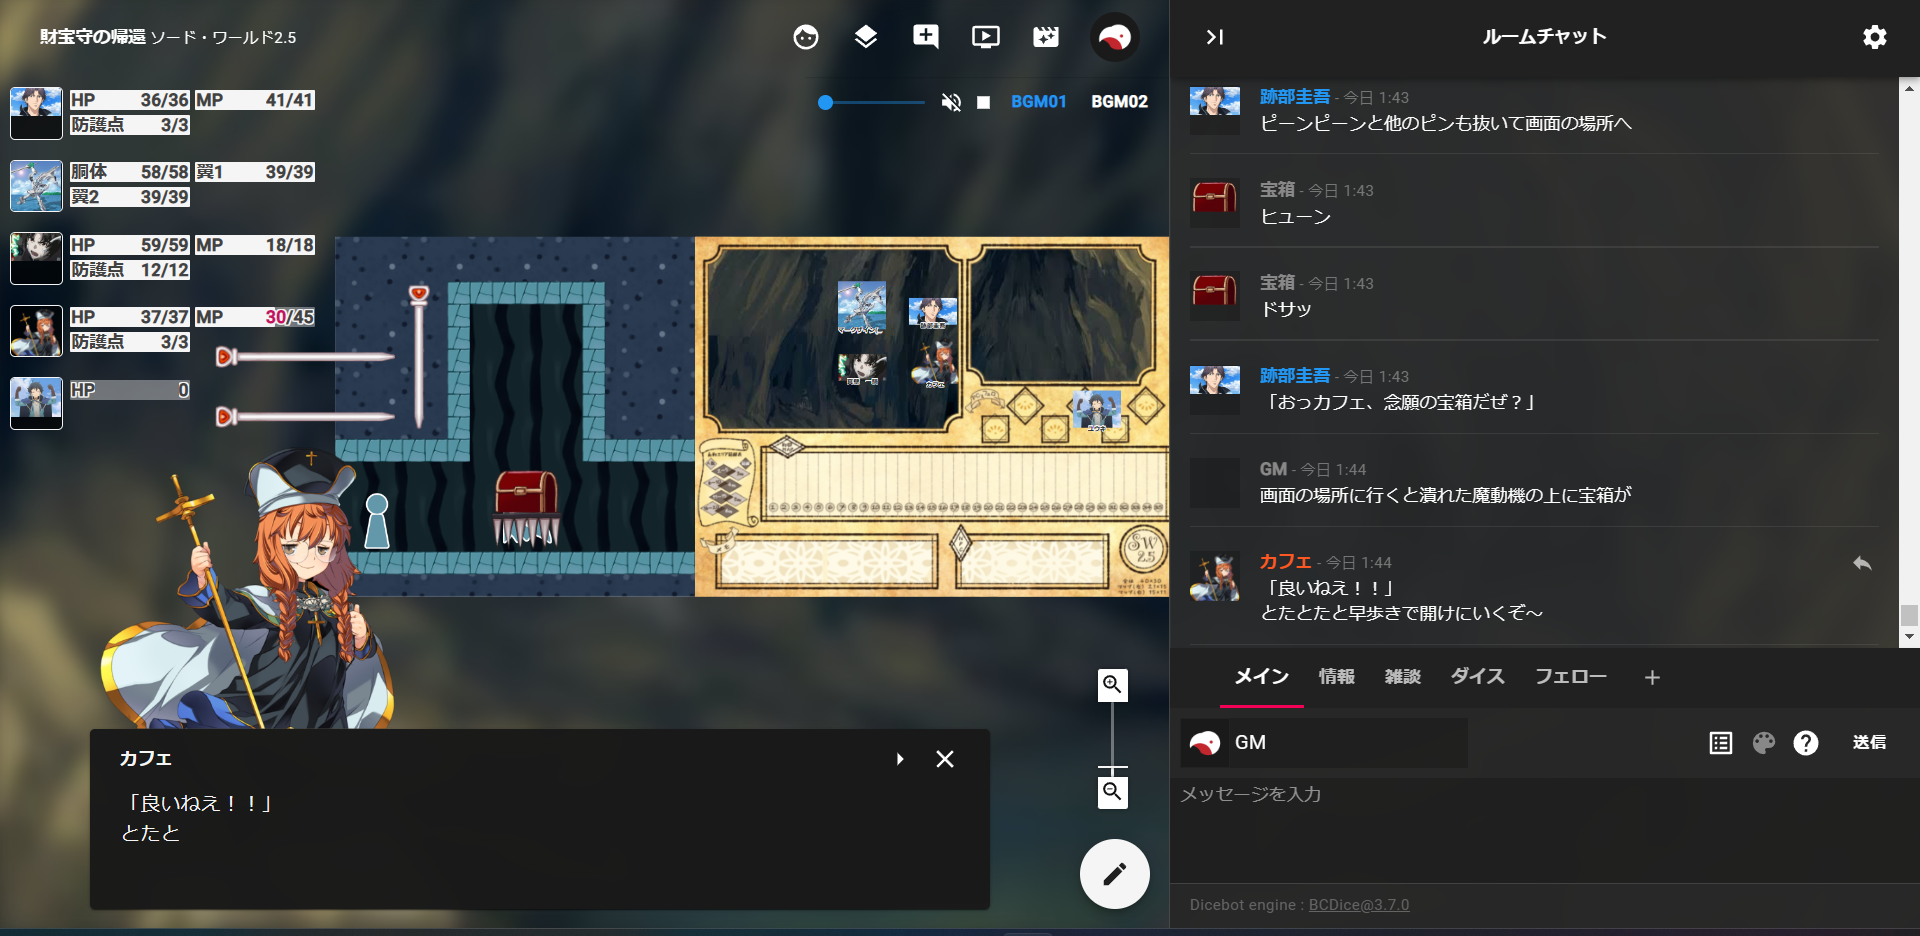 財宝守の帰還 ソード・ワールド2.5
BGM01 BGM02
HP 36/36 MP 41/41
防護点 3/3
胴体 58/58 翼1 39/39
翼2 39/39
HP 59/59 MP 18/18
防護点 12/12
HP 37/37 MP 30/45
防護点 3/3
HP 0
カフェ
SW
2.5
カフェ
「良いねえ！！」
とたと
ルームチャット
跡部圭吾 - 今日 1:43
ピーンピーンと他のピンも抜いて画面の場所へ
宝箱 - 今日 1:43
ヒューン
宝箱 - 今日 1:43
ドサッ
跡部圭吾 - 今日 1:43
「おっカフェ、念願の宝箱だぜ？」
GM - 今日 1:44
画面の場所に行くと潰れた魔動機の上に宝箱が
カフェ - 今日 1:44
「良いねえ！！」
とたとたと早歩きで開けにいくぞ～
メイン 情報 雑談 ダイス フェロー +
GM
送信
メッセージを入力
Dicebot engine : BCDice@3.7.0